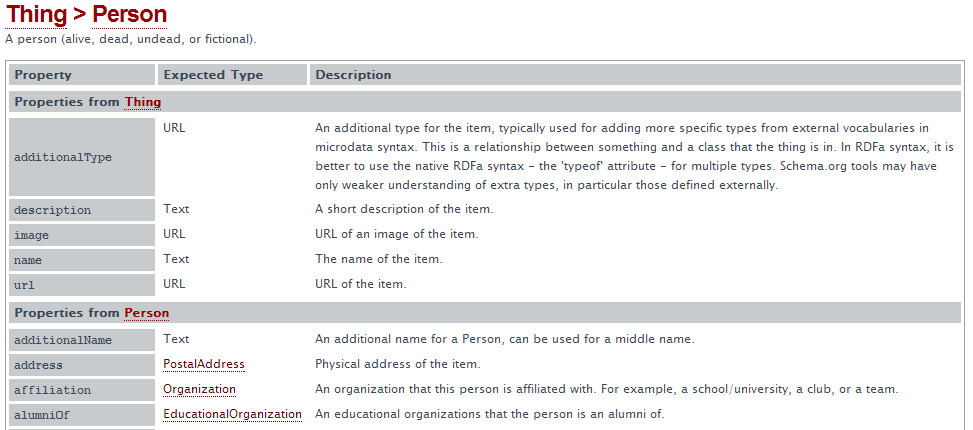 Thing > Person
A person (alive, dead, undead, or fictional).
Property Expected Type Description
Properties from Thing
additionalType URL An additional type for the item, typically used for adding more specific types from external vocabularies in
microdata syntax. This is a relationship between something and a class that the thing is in. In RDFa syntax, it is
better to use the native RDFa syntax - the 'typeof' attribute - for multiple types. Schema.org tools may have
only weaker understanding of extra types, in particular those defined externally.
description Text A short description of the item.
image URL URL of an image of the item.
name Text The name of the item.
url URL URL of the item.
Properties from Person
additionalName Text An additional name for a Person, can be used for a middle name.
address PostalAddress Physical address of the item.
affiliation Organization An organization that this person is affiliated with. For example, a school/university, a club, or a team.
alumniOf EducationalOrganization An educational organizations that the person is an alumni of.